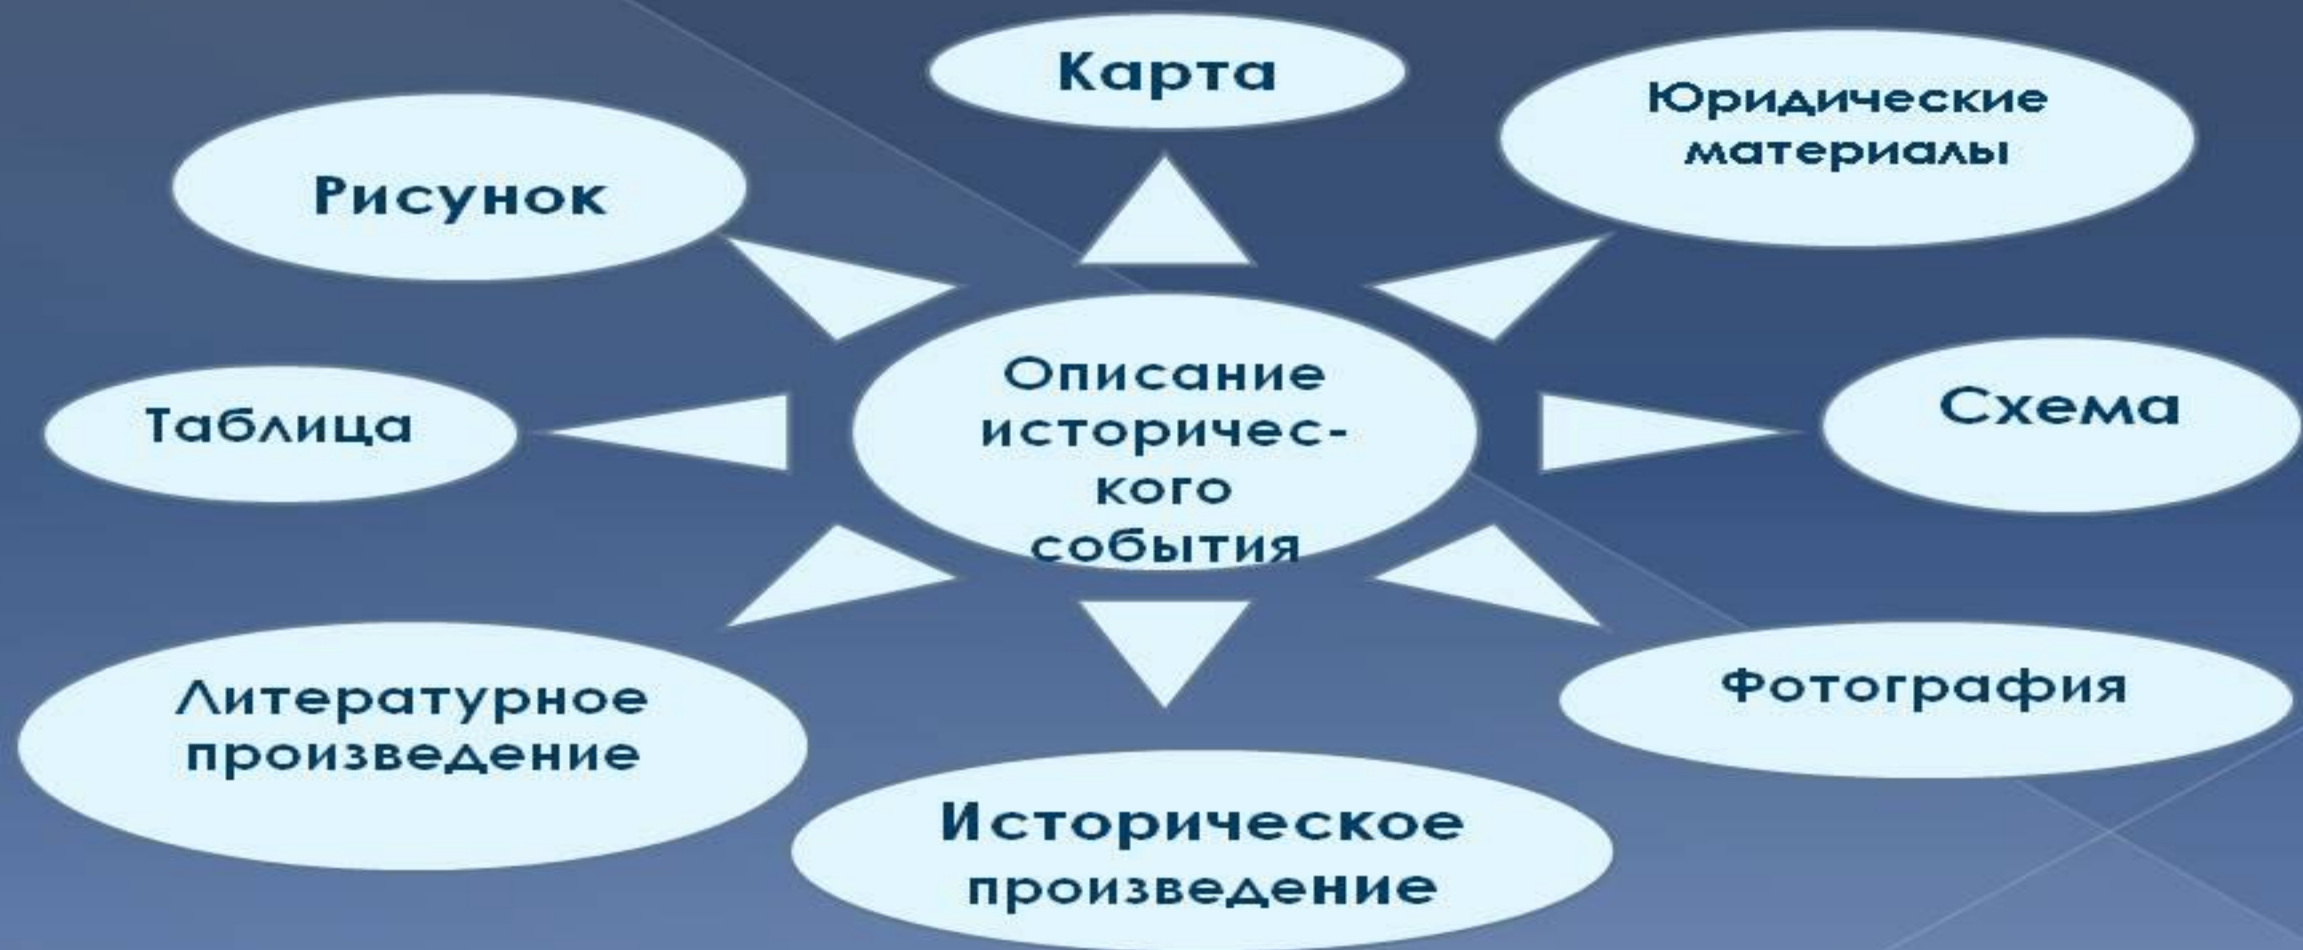 Карта
Юридические
материалы
Рисунок
Описание
историчес-
кого
события
Таблица
Схема
Литературное
произведение
Фотография
Историческое
произведение